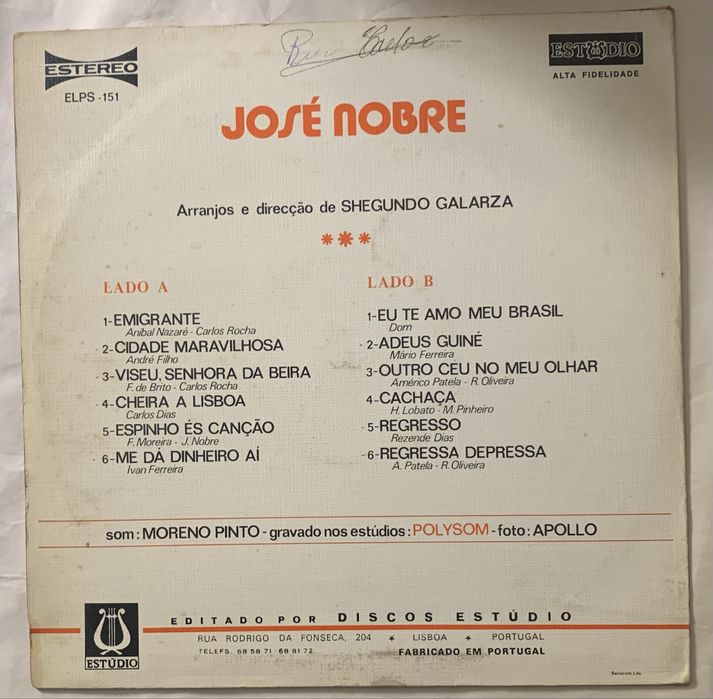 ESTEREO
ELPS-151
ESTÚDIO
ALTA FIDELIDADE
JOSÉ NOBRE
Arranjos e direcção de SHEGUNDO GALARZA
***
LADO A
1-EMIGRANTE
Anibal Nazaré - Carlos Rocha
2-CIDADE MARAVILHOSA
André Filho
3-VISEU, SENHORA DA BEIRA
F. de Brito - Carlos Rocha
4-CHEIRA A LISBOA
Carlos Dias
5-ESPINHO ÉS CANÇÃO
F. Moreira - J. Nobre
6-ME DÁ DINHEIRO AÍ
Ivan Ferreira
LADO B
1-EU TE AMO MEU BRASIL
Dom
2-ADEUS GUINÉ
Mário Ferreira
3-OUTRO CEU NO MEU OLHAR
Américo Patela - R. Oliveira
4-CACHAÇA
H. Lobato - M. Pinheiro
5-REGRESSO
Rezende Dias
6-REGRESSA DEPRESSA
A. Patela - R. Oliveira
som: MORENO PINTO - gravado nos estúdios: POLYSOM - foto: APOLLO
EDITADO POR DISCOS ESTÚDIO
RUA RODRIGO DA FONSECA, 204 * LISBOA * PORTUGAL
TELEFS. 68 58 71 - 68 81 72 FABRICADO EM PORTUGAL
ESTÚDIO